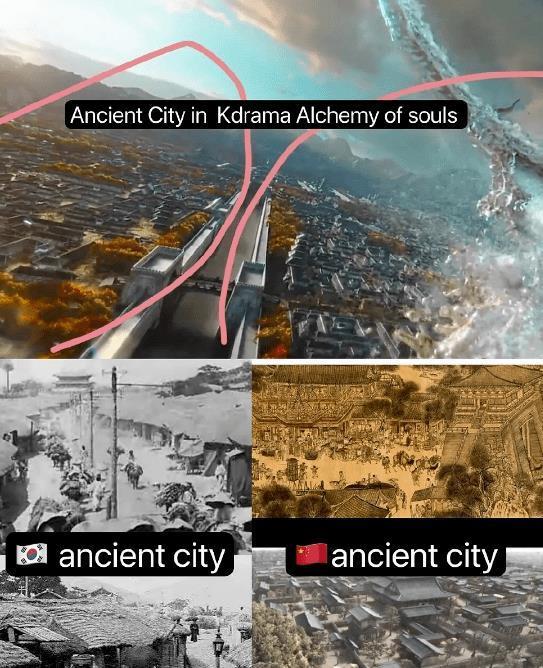 Ancient City in Kdrama Alchemy of souls
🇰🇷 ancient city
🇨🇳 ancient city